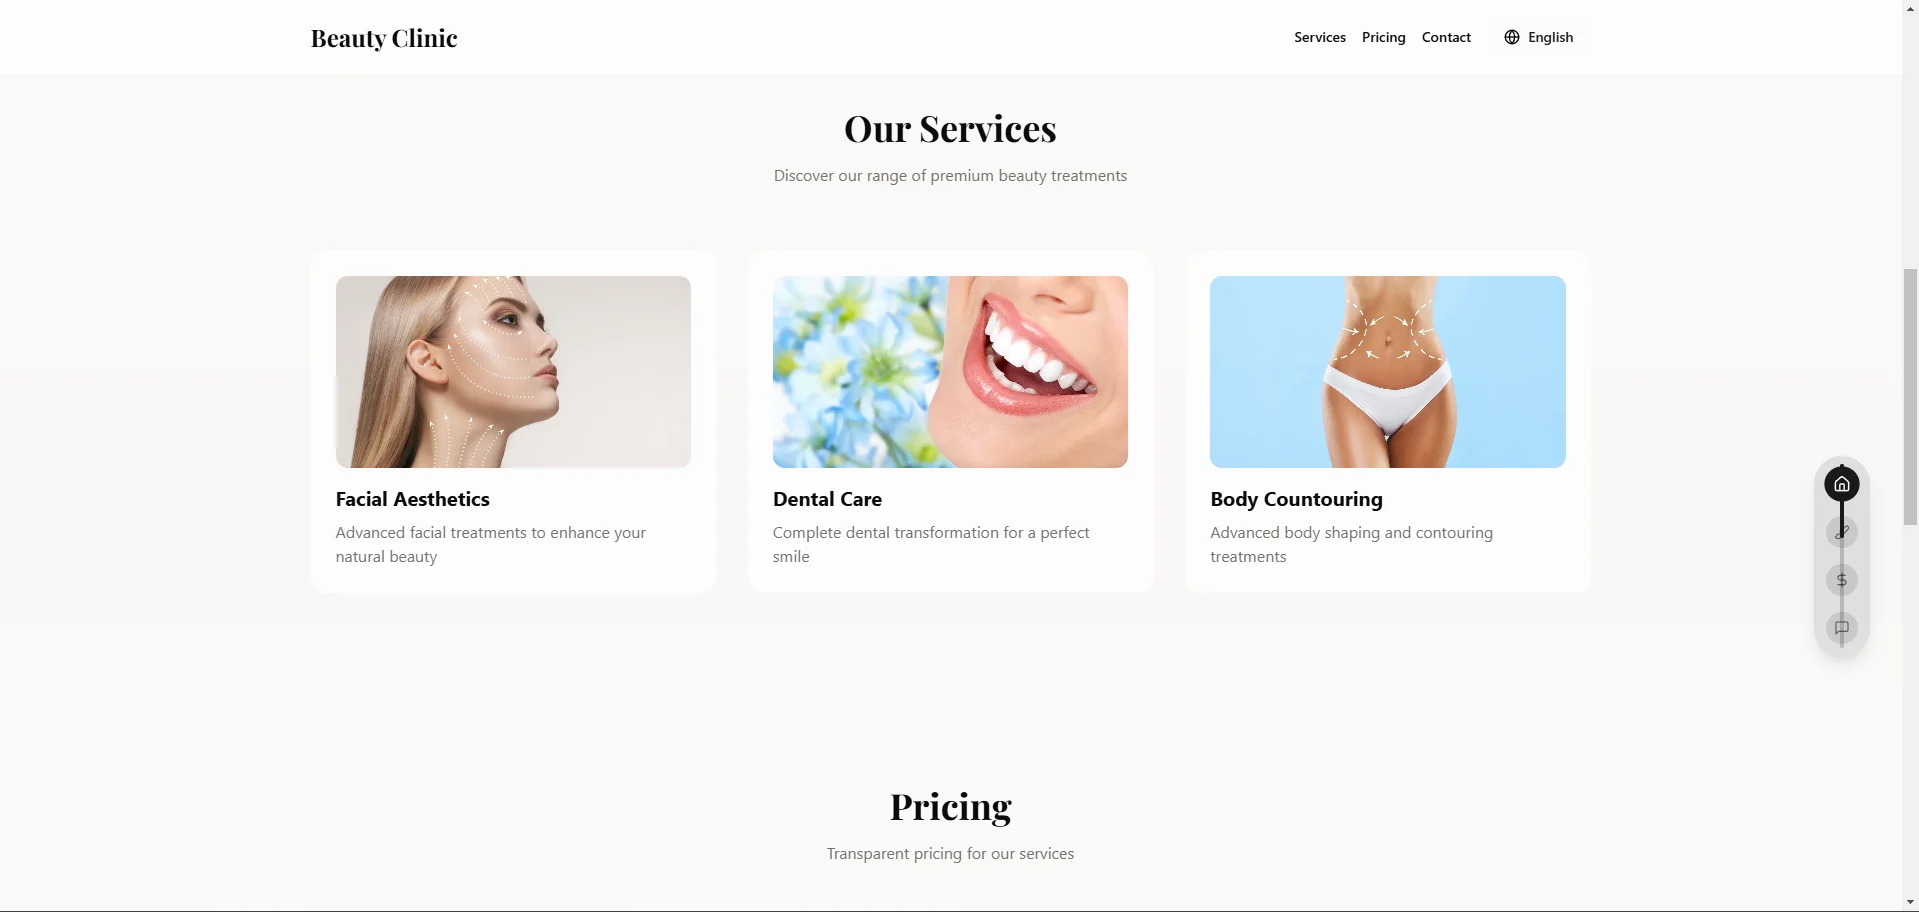 Beauty Clinic
Services Pricing Contact English
Our Services
Discover our range of premium beauty treatments
Facial Aesthetics
Advanced facial treatments to enhance your
natural beauty
Dental Care
Complete dental transformation for a perfect
smile
Body Countouring
Advanced body shaping and contouring
treatments
Pricing
Transparent pricing for our services